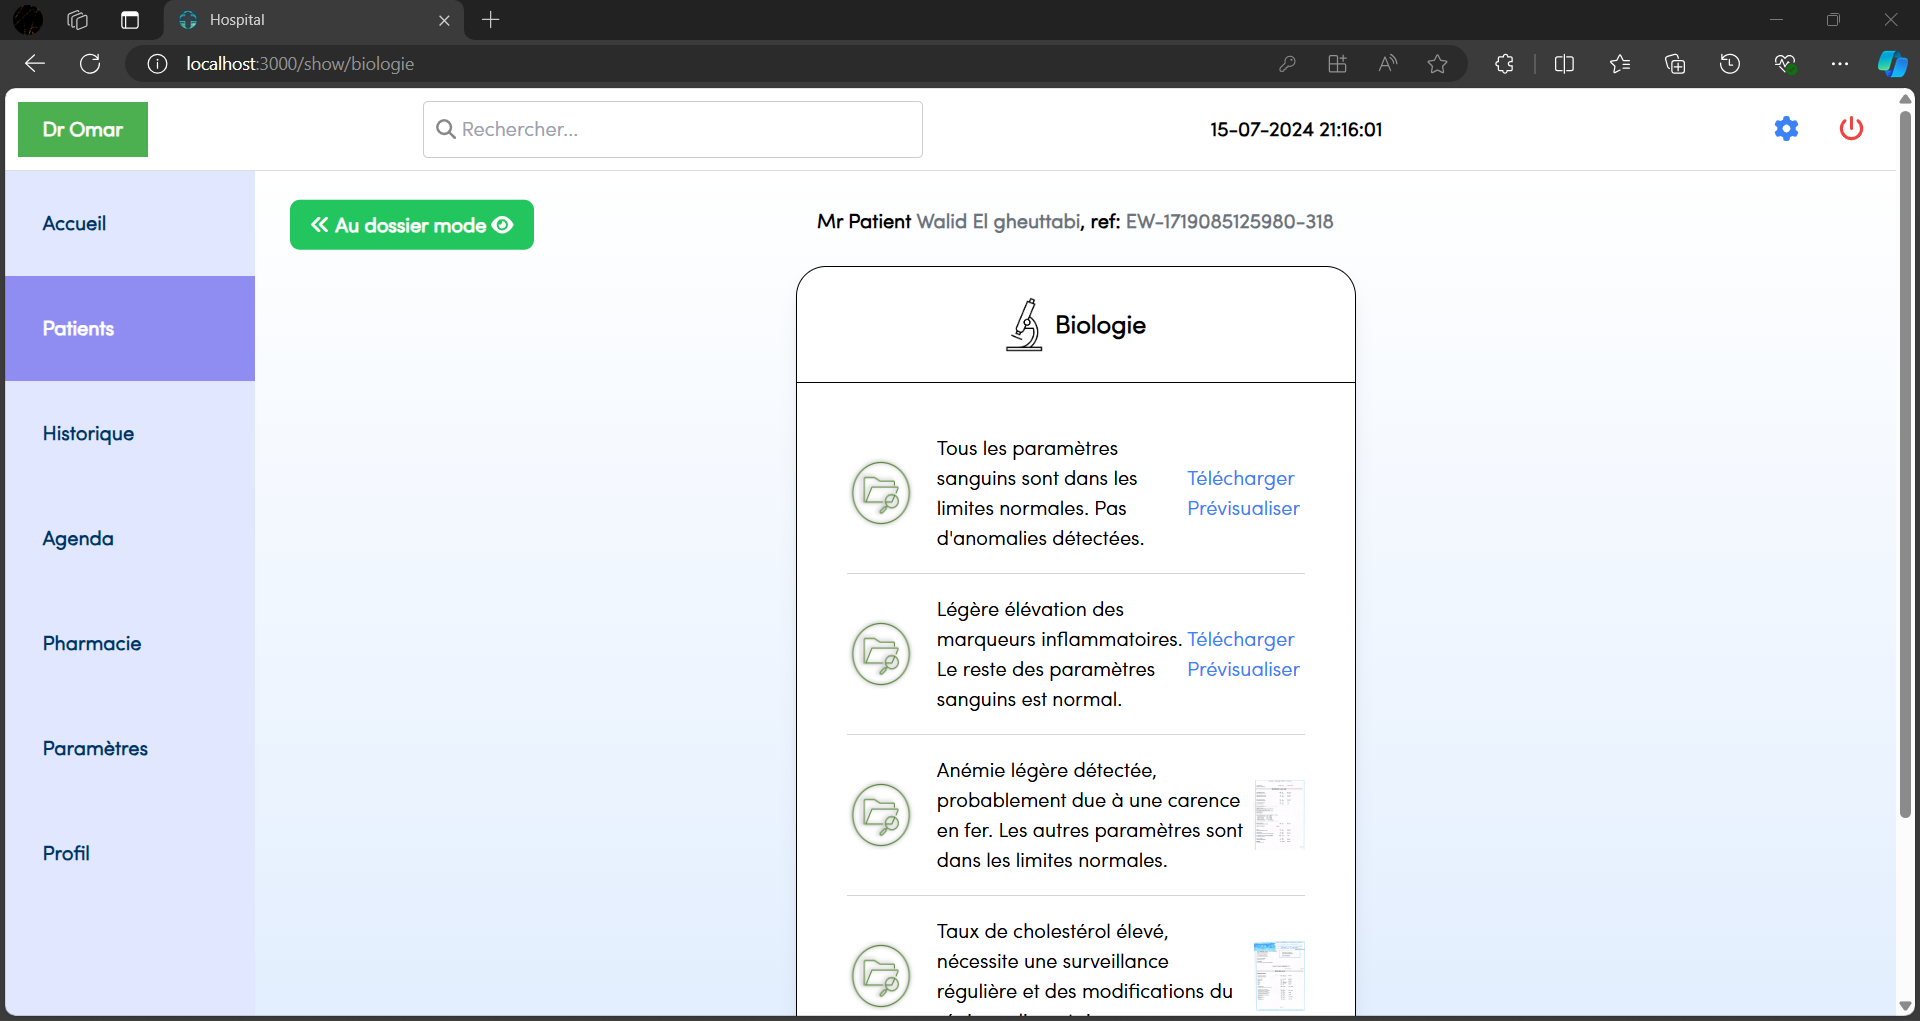 Hospital
localhost:3000/show/biologie
Dr Omar
Rechercher...
15-07-2024 21:16:01
Accueil
Patients
Historique
Agenda
Pharmacie
Paramètres
Profil
Au dossier mode
Mr Patient Walid El gheuttabi, ref: EW-1719085125980-318
Biologie
Tous les paramètres
sanguins sont dans les
limites normales. Pas
d'anomalies détectées.
Télécharger
Prévisualiser
Légère élévation des
marqueurs inflammatoires.
Le reste des paramètres
sanguins est normal.
Télécharger
Prévisualiser
Anémie légère détectée,
probablement due à une carence
en fer. Les autres paramètres sont
dans les limites normales.
Taux de cholestérol élevé,
nécessite une surveillance
régulière et des modifications du